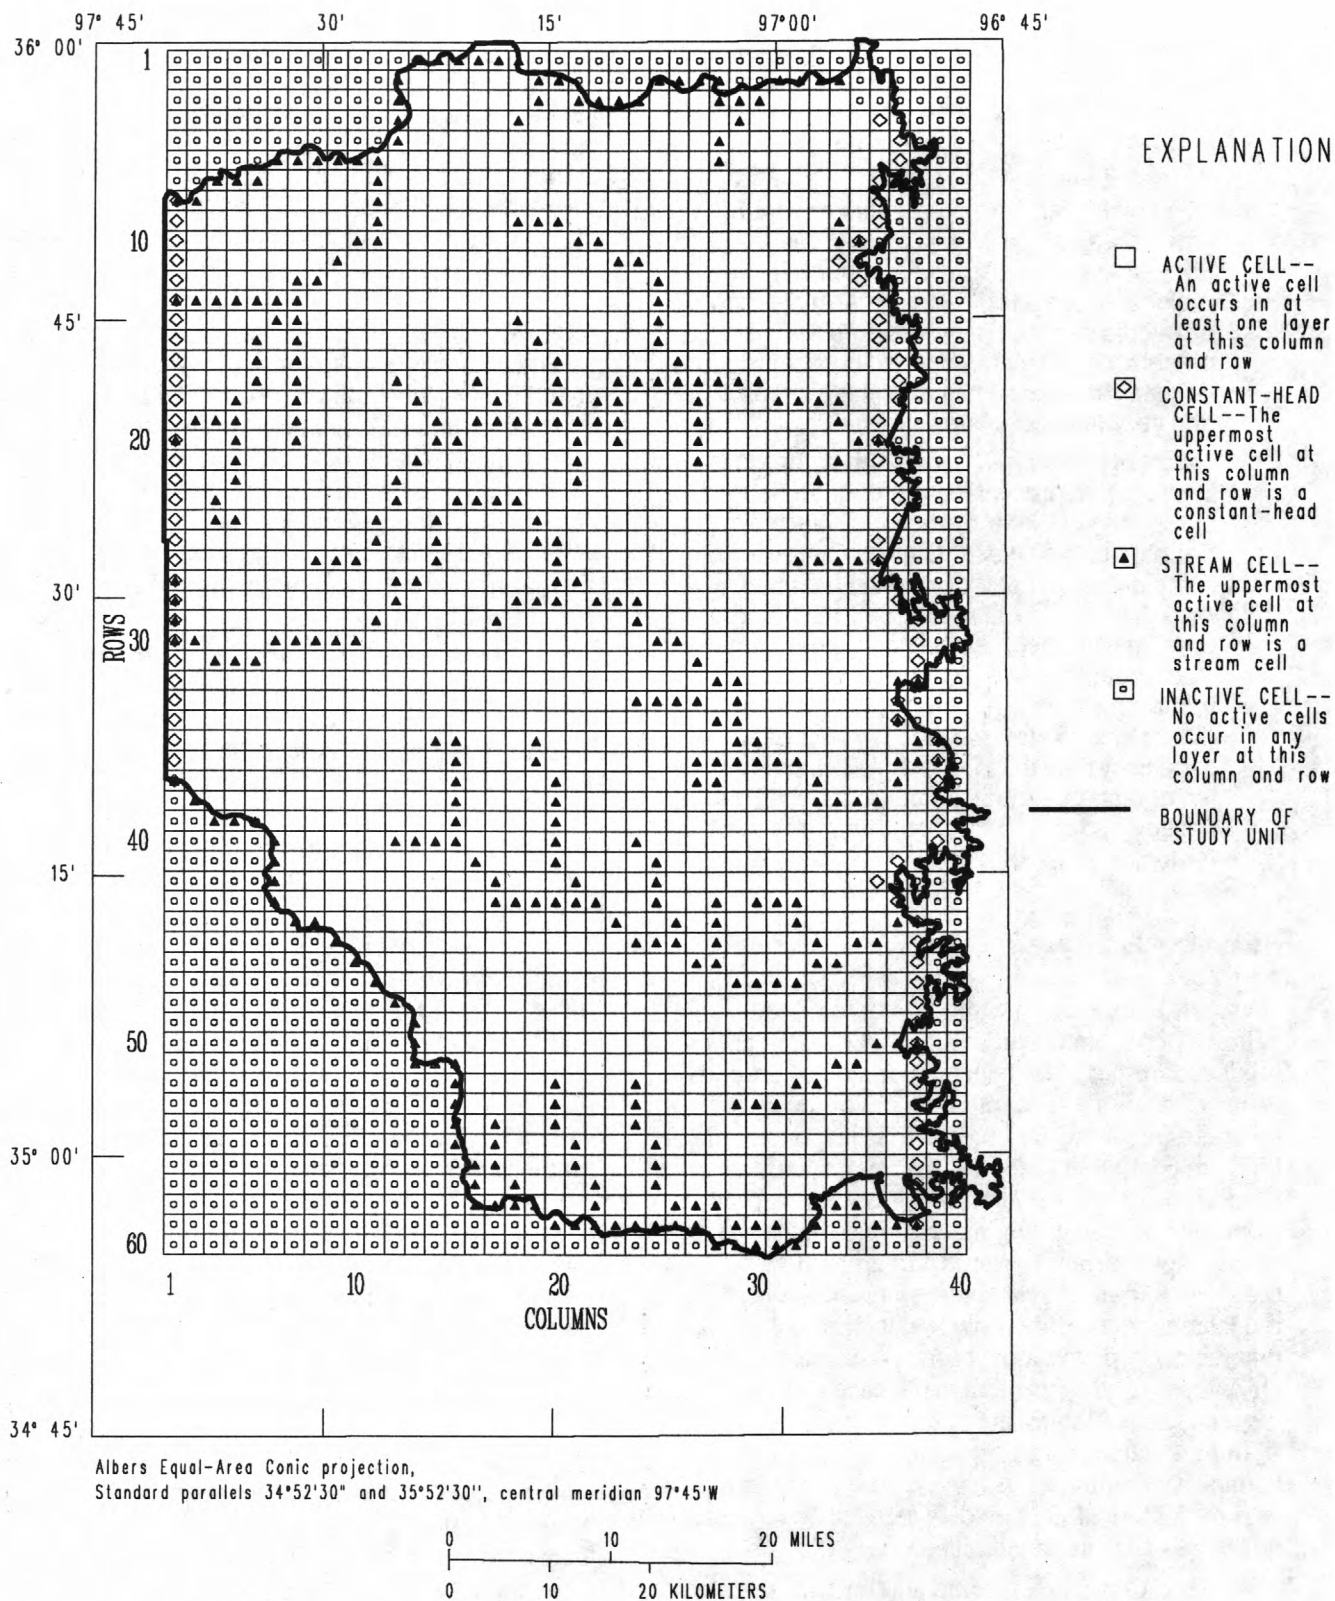 97° 45' 30' 15' 97° 00' 96° 45'
36° 00'
1
10
45'
20
30'
30
ROWS
40
15'
50
35° 00'
60
1 10 20 30 40
COLUMNS
34° 45'
EXPLANATION
ACTIVE CELL--
An active cell
occurs in at
least one layer
at this column
and row
CONSTANT-HEAD
CELL--The
uppermost
active cell at
this column
and row is a
constant-head
cell
STREAM CELL--
The uppermost
active cell at
this column
and row is a
stream cell
INACTIVE CELL--
No active cells
occur in any
layer at this
column and row
BOUNDARY OF
STUDY UNIT
Albers Equal-Area Conic projection,
Standard parallels 34°52'30" and 35°52'30'', central meridian 97°45'W
0 10 20 MILES
0 10 20 KILOMETERS